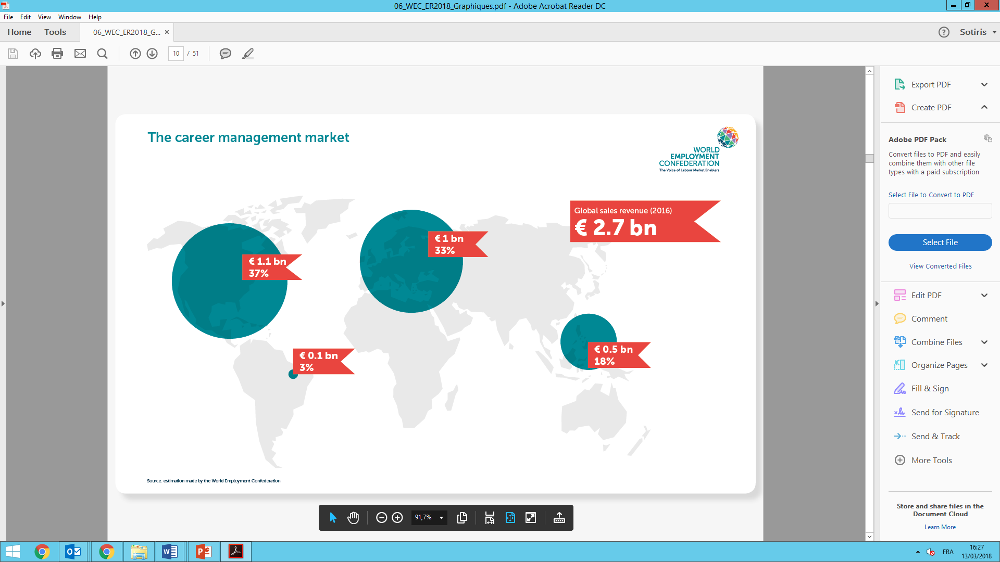 06_WEC_ER2018_Graphiques.pdf - Adobe Acrobat Reader DC
File Edit View Window Help
Home Tools 06_WEC_ER2018_G... × ? Sotiris
10 / 51
The career management market
WORLD
EMPLOYMENT
CONFEDERATION
The Voice of Labour Market Enablers
Global sales revenue (2016)
€ 2.7 bn
€ 1 bn
33%
€ 1.1 bn
37%
€ 0.1 bn
3%
€ 0.5 bn
18%
Source: estimation made by the World Employment Confederation
91,7%
Export PDF
Create PDF
Adobe PDF Pack
Convert files to PDF and easily
combine them with other file
types with a paid subscription
Select File to Convert to PDF
Select File
View Converted Files
Edit PDF
Comment
Combine Files
Organize Pages
Fill & Sign
Send for Signature
Send & Track
More Tools
Store and share files in the
Document Cloud
Learn More
FRA
16:27
13/03/2018